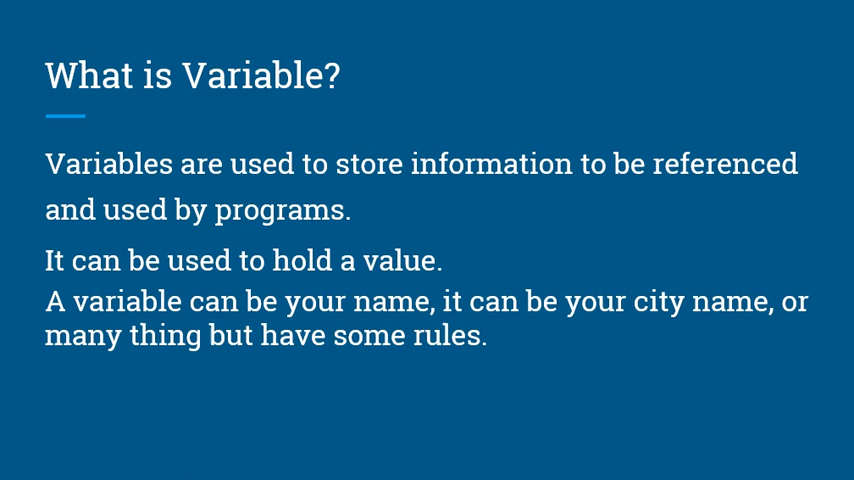 What is Variable?
Variables are used to store information to be referenced
and used by programs.
It can be used to hold a value.
A variable can be your name, it can be your city name, or
many thing but have some rules.